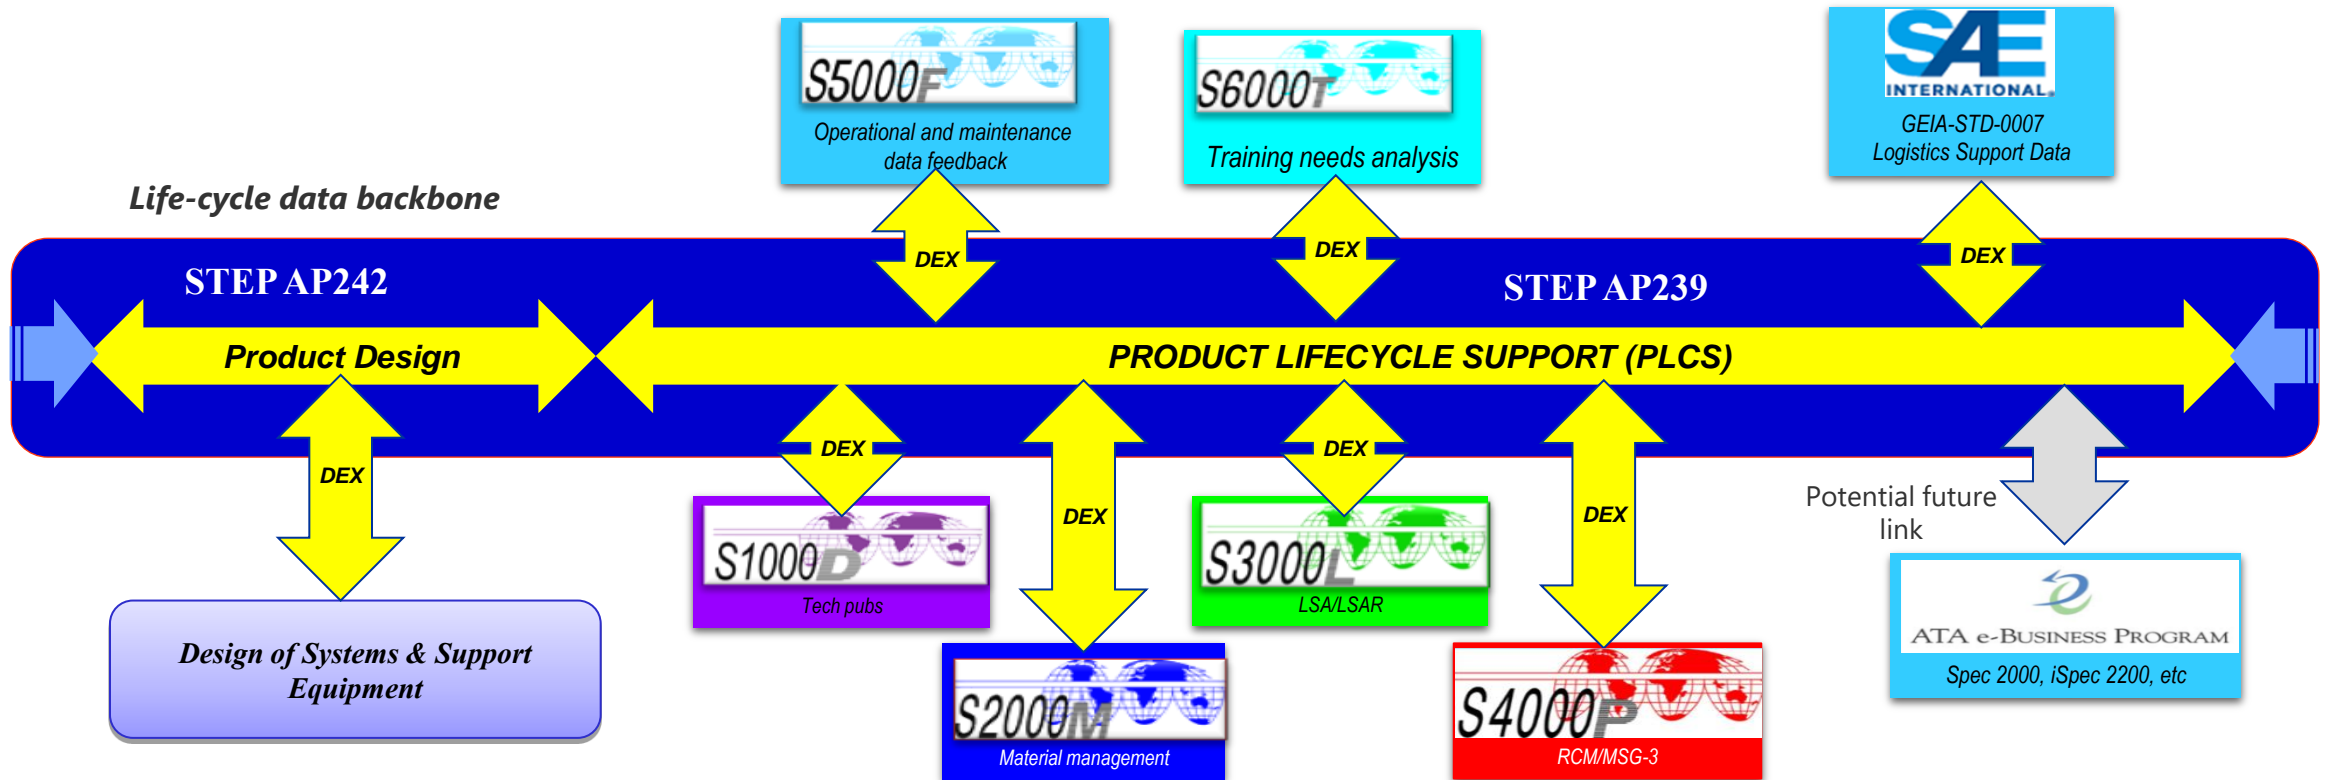 S5000F
Operational and maintenance
data feedback
S6000T
Training needs analysis
SAE
INTERNATIONAL®
GEIA-STD-0007
Logistics Support Data
Life-cycle data backbone
DEX
DEX
DEX
STEP AP242
STEP AP239
Product Design
PRODUCT LIFECYCLE SUPPORT (PLCS)
DEX
DEX
DEX
DEX
DEX
Potential future
link
S1000D
Tech pubs
S3000L
LSA/LSAR
ATA e-BUSINESS PROGRAM
Spec 2000, iSpec 2200, etc
Design of Systems & Support
Equipment
S2000M
Material management
S4000P
RCM/MSG-3